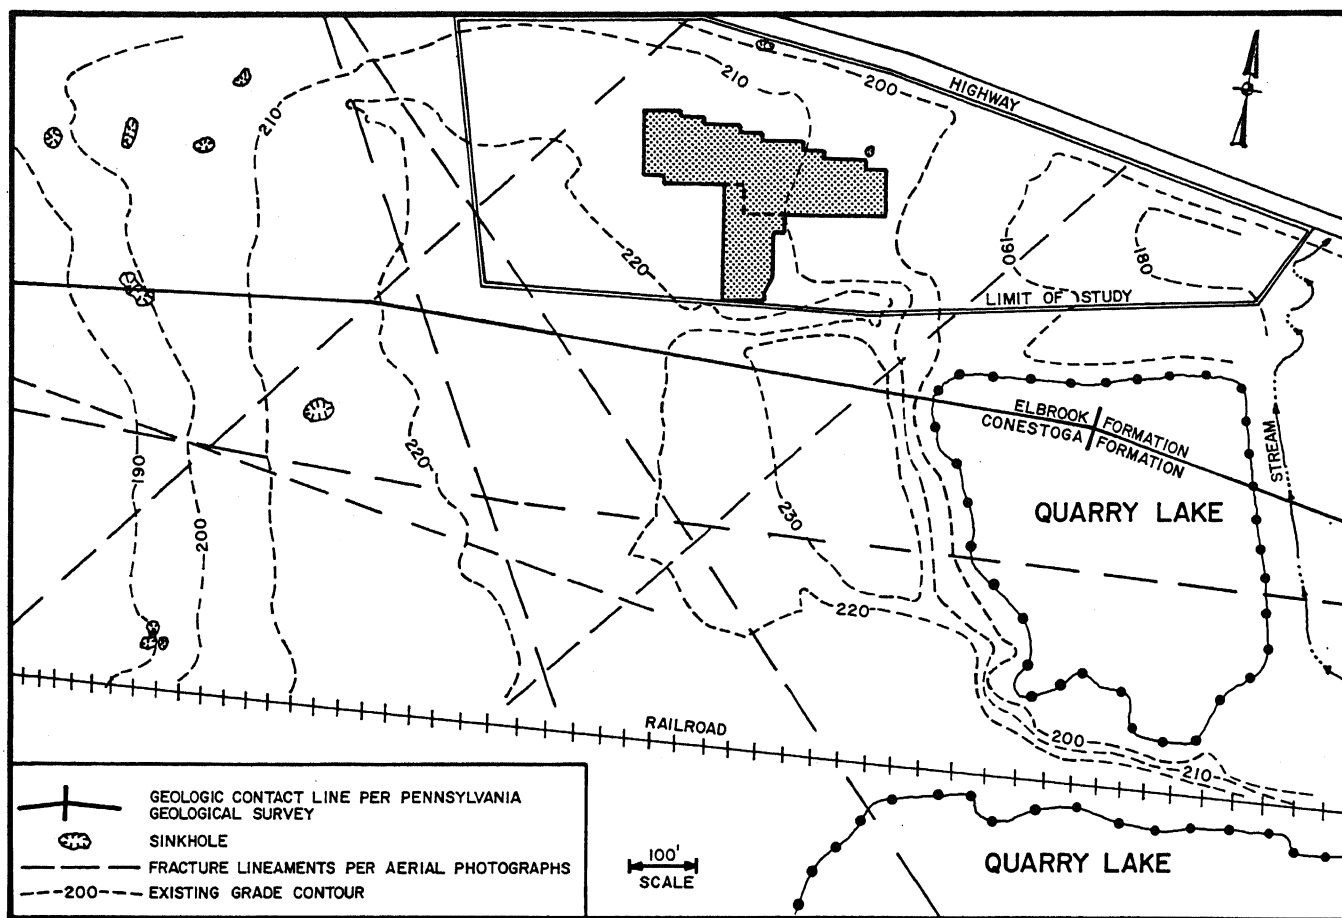 HIGHWAY
210
200
210
200
220
190
180
LIMIT OF STUDY
ELBROOK FORMATION
CONESTOGA FORMATION
STREAM
220
190
200
230
QUARRY LAKE
220
RAILROAD
200
210
GEOLOGIC CONTACT LINE PER PENNSYLVANIA
GEOLOGICAL SURVEY
SINKHOLE
FRACTURE LINEAMENTS PER AERIAL PHOTOGRAPHS
200 EXISTING GRADE CONTOUR
100'
SCALE
QUARRY LAKE